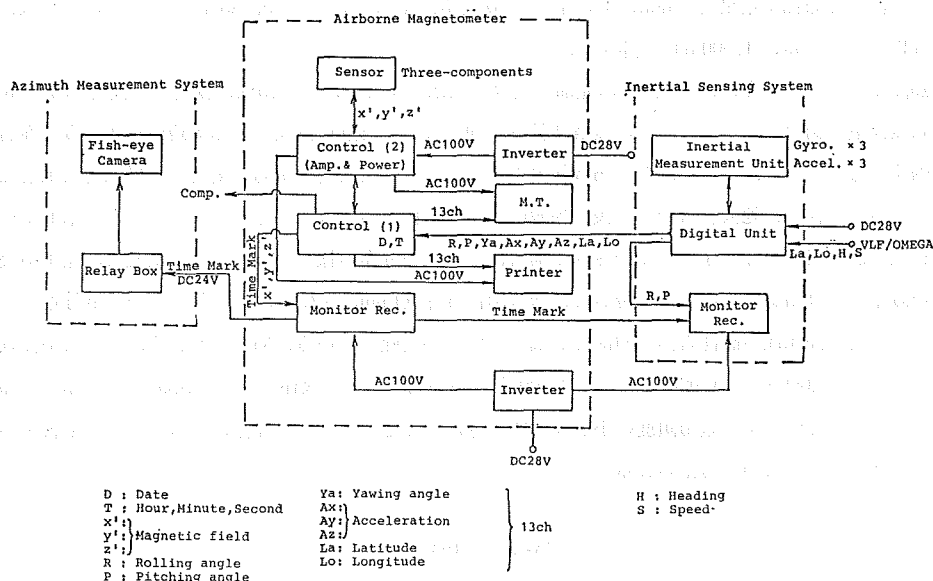 Airborne Magnetometer
Azimuth Measurement System
Inertial Sensing System
Sensor
Three-components
x',y',z'
Fish-eye
Camera
Control (2)
(Amp.& Power)
AC100V
Inverter
DC28V
Inertial
Measurement Unit
Gyro. × 3
Accel. × 3
AC100V
M.T.
Comp.
Control (1)
D,T
13ch
R,P,Ya,Ax,Ay,Az,La,Lo
Digital Unit
DC28V
VLF/OMEGA
La,Lo,H,S
13ch
AC100V
Printer
Relay Box
Time Mark
DC24V
Time Mark
x',y',z'
Monitor Rec.
Time Mark
R,P
Monitor
Rec.
AC100V
Inverter
AC100V
DC28V
D : Date
T : Hour,Minute,Second
x':
y':
z':
Magnetic field
R : Rolling angle
P : Pitching angle
Ya: Yawing angle
Ax:
Ay:
Az:
Acceleration
La: Latitude
Lo: Longitude
13ch
H : Heading
S : Speed